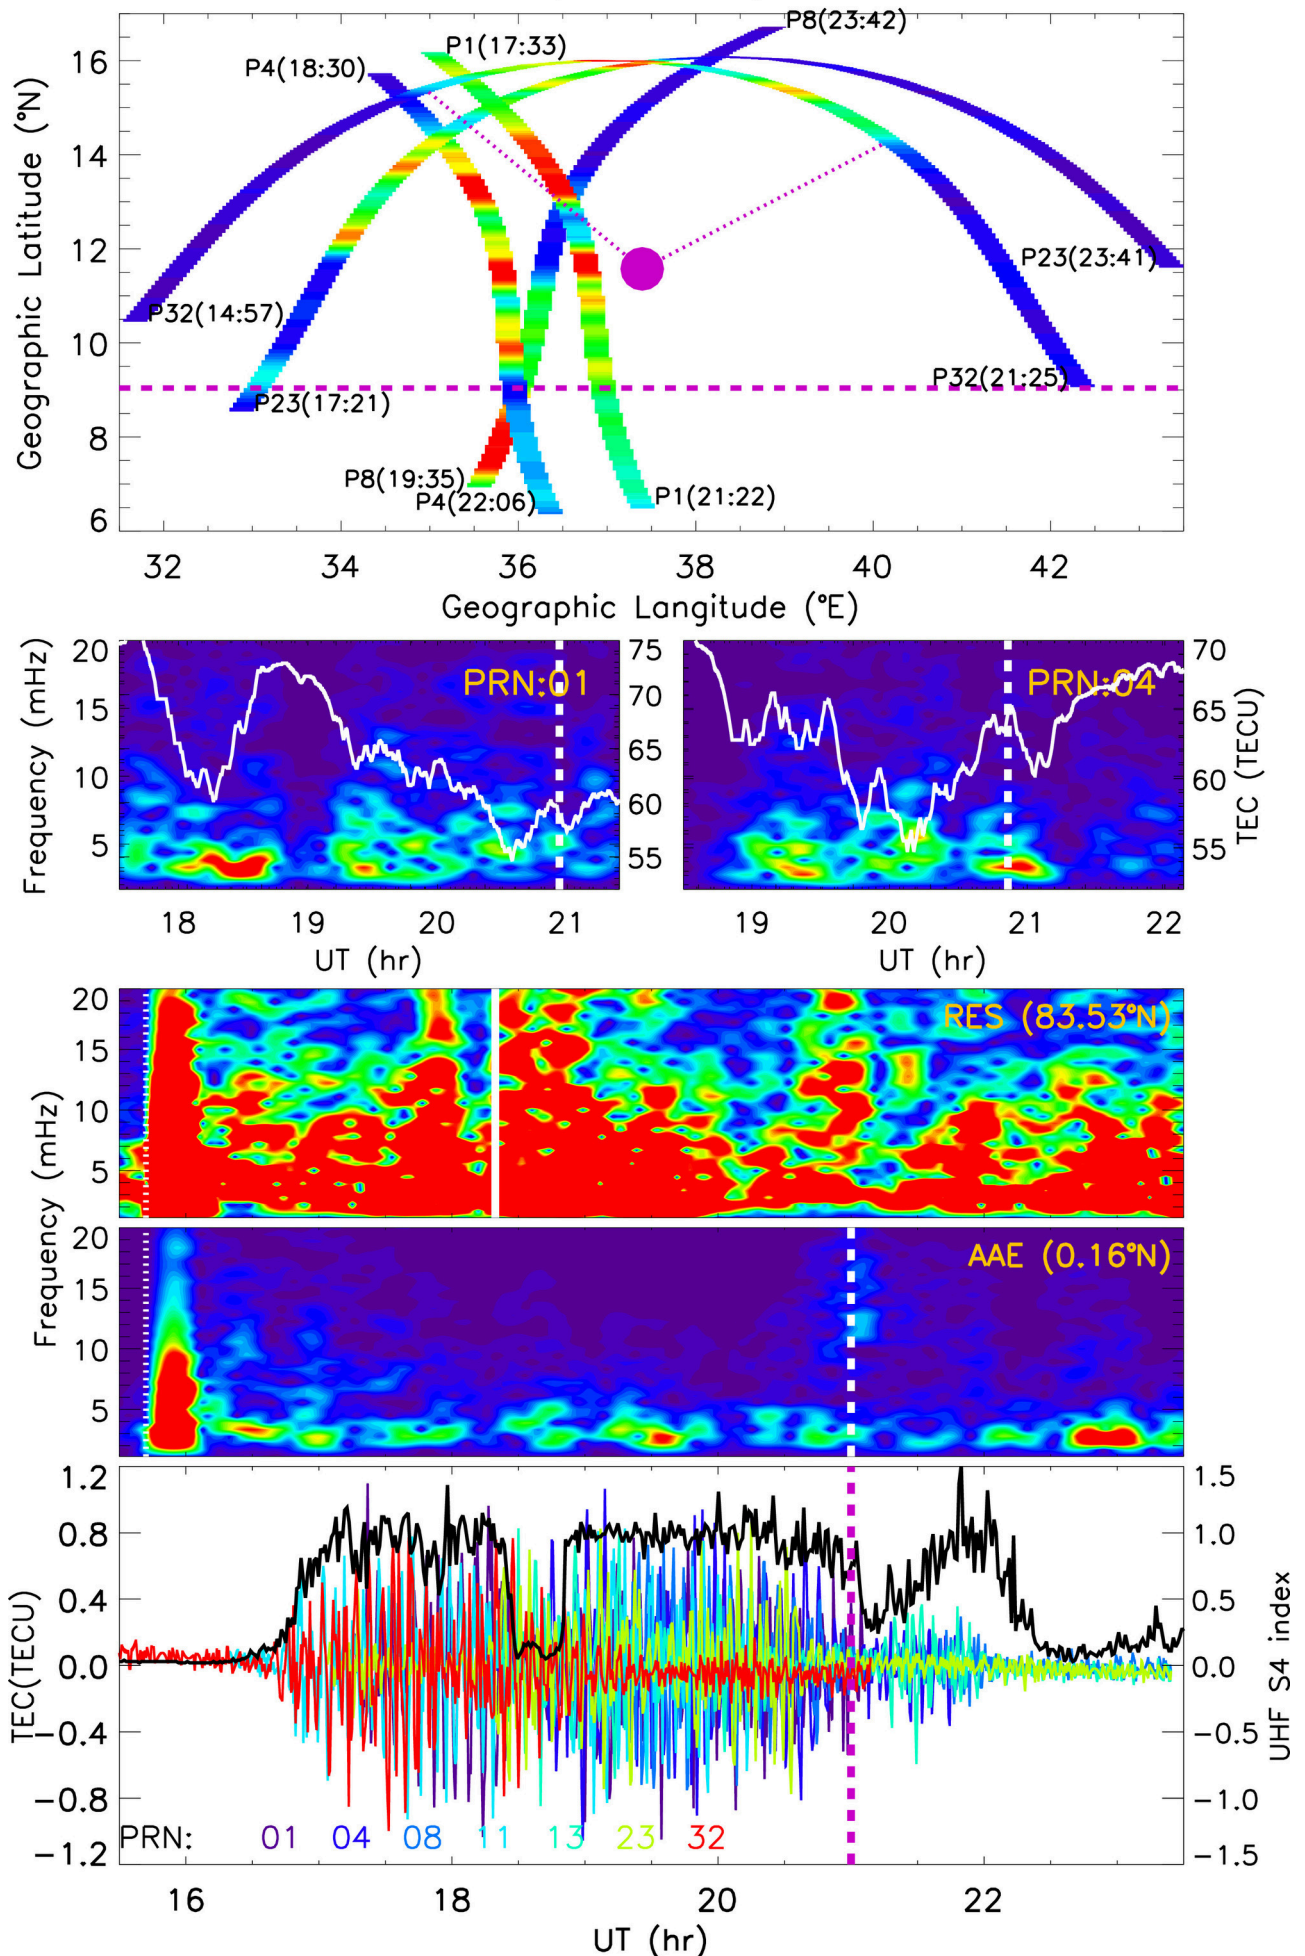 P8(23:42)
P1(17:33)
P4(18:30)
P32(14:57)
P23(23:41)
P32(21:25)
P23(17:21)
P8(19:35)
P4(22:06)
P1(21:22)
Geographic Latitude (°N)
16
14
12
10
8
6
32 34 36 38 40 42
Geographic Langitude (°E)
Frequency (mHz)
20
15
10
5
PRN:01
75
70
65
60
55
18 19 20 21
UT (hr)
PRN:04
70
65
60
55
TEC (TECU)
19 20 21 22
UT (hr)
Frequency (mHz)
20
15
10
5
RES (83.53°N)
20
15
10
5
AAE (0.16°N)
TEC(TECU)
1.2
0.8
0.4
0.0
−0.4
−0.8
−1.2
1.5
1.0
0.5
0.0
−0.5
−1.0
−1.5
UHF S4 index
PRN: 01 04 08 11 13 23 32
16 18 20 22
UT (hr)